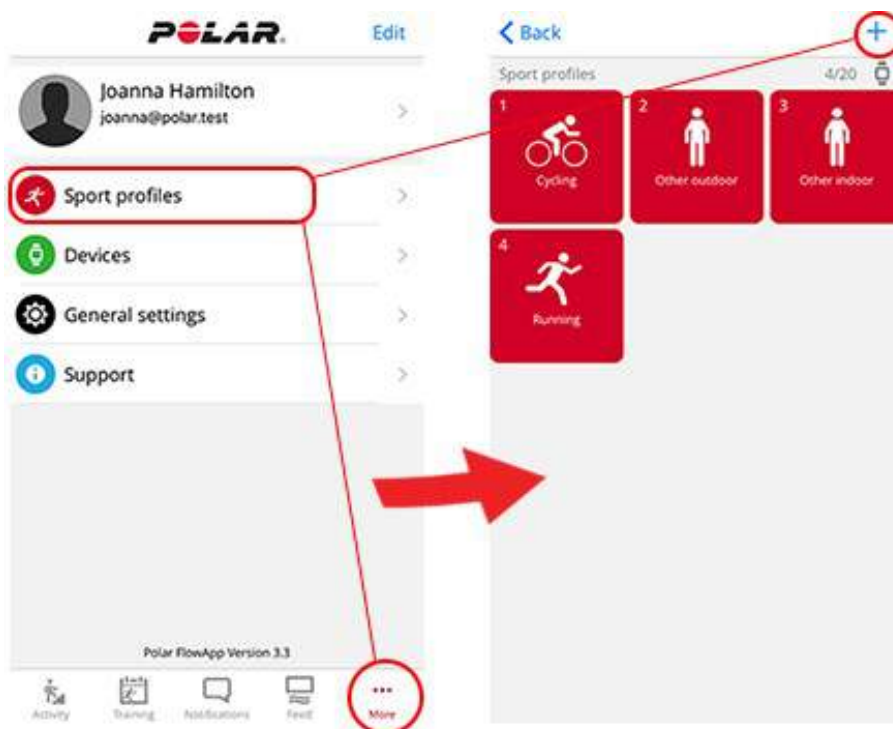 POLAR.
Edit
Joanna Hamilton
joanna@polar.test
Sport profiles
Devices
General settings
Support
Polar FlowApp Version 3.3
Activity
Training
Notifications
Feed
More
Back
+
Sport profiles
4/20
1
Cycling
2
Other outdoor
3
Other indoor
4
Running